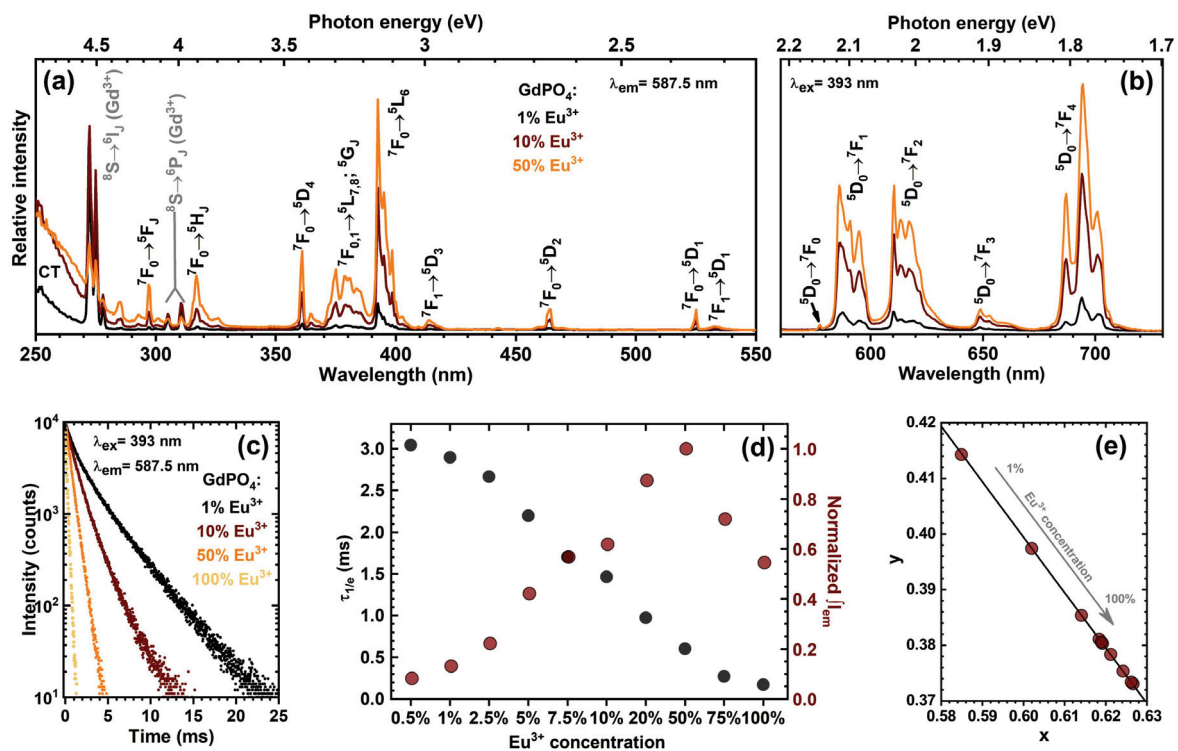 Photon energy (eV)
4.5 4 3.5 3 2.5
(a)
λem= 587.5 nm
GdPO4:
1% Eu3+
10% Eu3+
50% Eu3+
8S→6IJ (Gd3+)
8S→6PJ (Gd3+)
CT
7F0→5FJ
7F0→5HJ
7F0→5D4
7F0,1→5L7,8; 5GJ
7F0→5L6
7F1→5D3
7F0→5D2
7F0→5D1
7F1→5D1
Relative intensity
250 300 350 400 450 500 550
Wavelength (nm)
Photon energy (eV)
2.2 2.1 2 1.9 1.8 1.7
λex= 393 nm
(b)
5D0→7F0
5D0→7F1
5D0→7F2
5D0→7F3
5D0→7F4
600 650 700
Wavelength (nm)
(c)
λex= 393 nm
λem= 587.5 nm
GdPO4:
1% Eu3+
10% Eu3+
50% Eu3+
100% Eu3+
Intensity (counts)
104
103
102
101
0 5 10 15 20 25
Time (ms)
(d)
τ1/e (ms)
3.0
2.5
2.0
1.5
1.0
0.5
0.0
Normalized ∫Iem
1.0
0.8
0.6
0.4
0.2
0.0
0.5% 1% 2.5% 5% 7.5% 10% 20% 50% 75% 100%
Eu3+ concentration
(e)
1%
Eu3+ concentration
100%
y
0.42
0.41
0.40
0.39
0.38
0.37
0.58 0.59 0.60 0.61 0.62 0.63
x